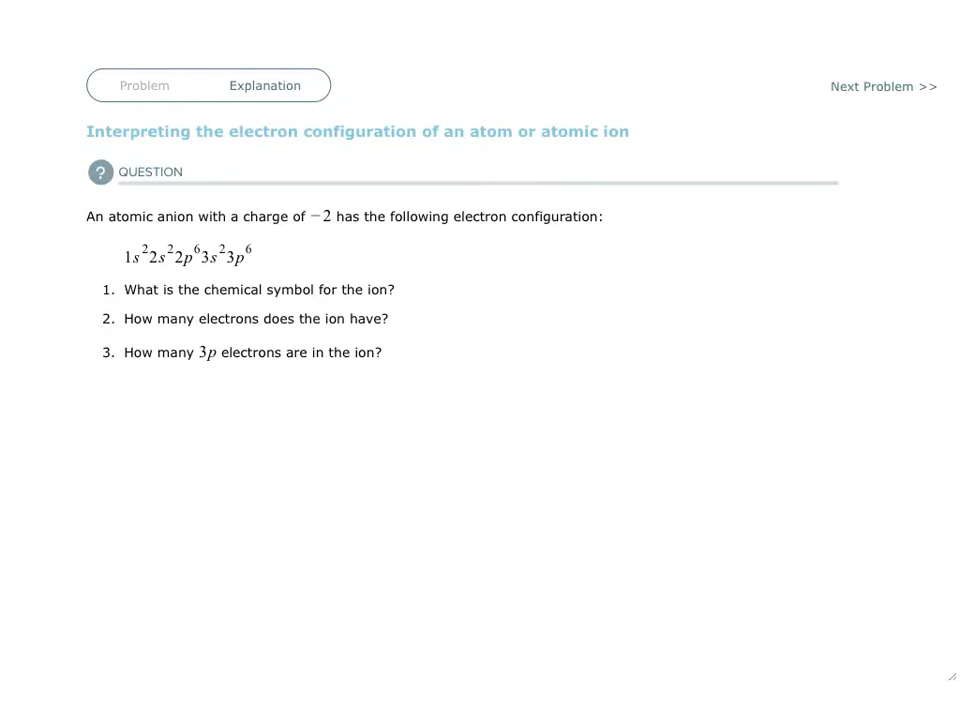 Problem Explanation Next Problem >>
Interpreting the electron configuration of an atom or atomic ion
? QUESTION
An atomic anion with a charge of −2 has the following electron configuration:
1s²2s²2p⁶3s²3p⁶
1. What is the chemical symbol for the ion?
2. How many electrons does the ion have?
3. How many 3p electrons are in the ion?